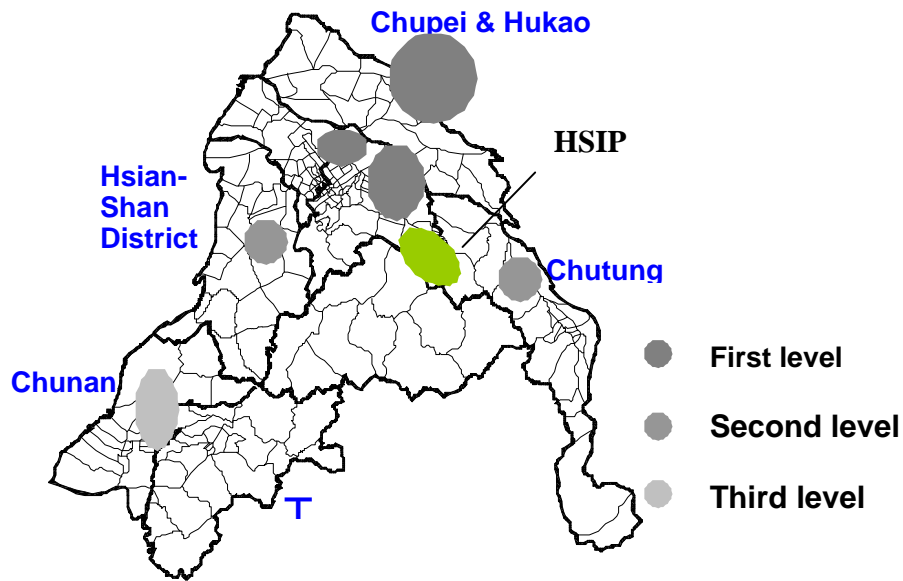 Chupei & Hukao
HSIP
Hsian-
Shan
District
Chutung
First level
Chunan
Second level
Third level
T